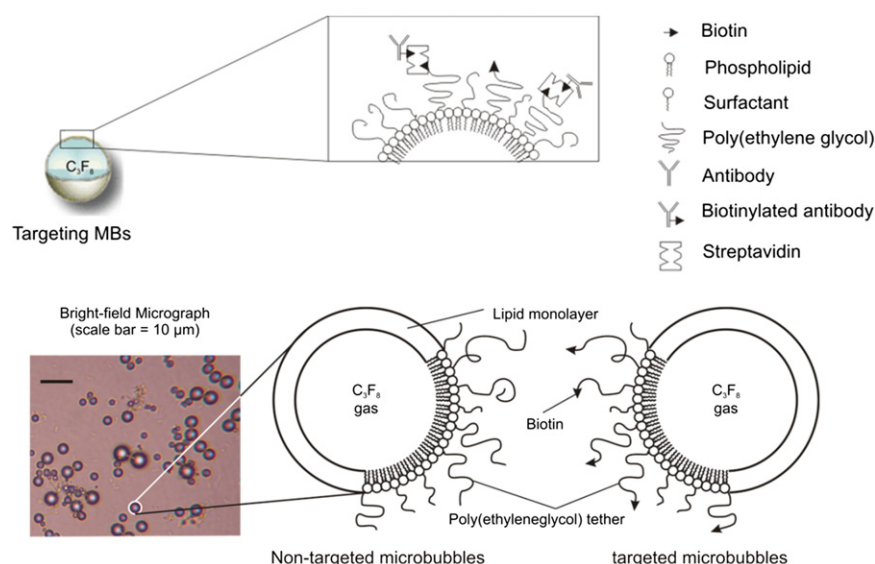 C₃F₈
Targeting MBs
Biotin
Phospholipid
Surfactant
Poly(ethylene glycol)
Antibody
Biotinylated antibody
Streptavidin
Bright-field Micrograph
(scale bar = 10 µm)
Lipid monolayer
C₃F₈
gas
Biotin
C₃F₈
gas
Poly(ethyleneglycol) tether
Non-targeted microbubbles
targeted microbubbles